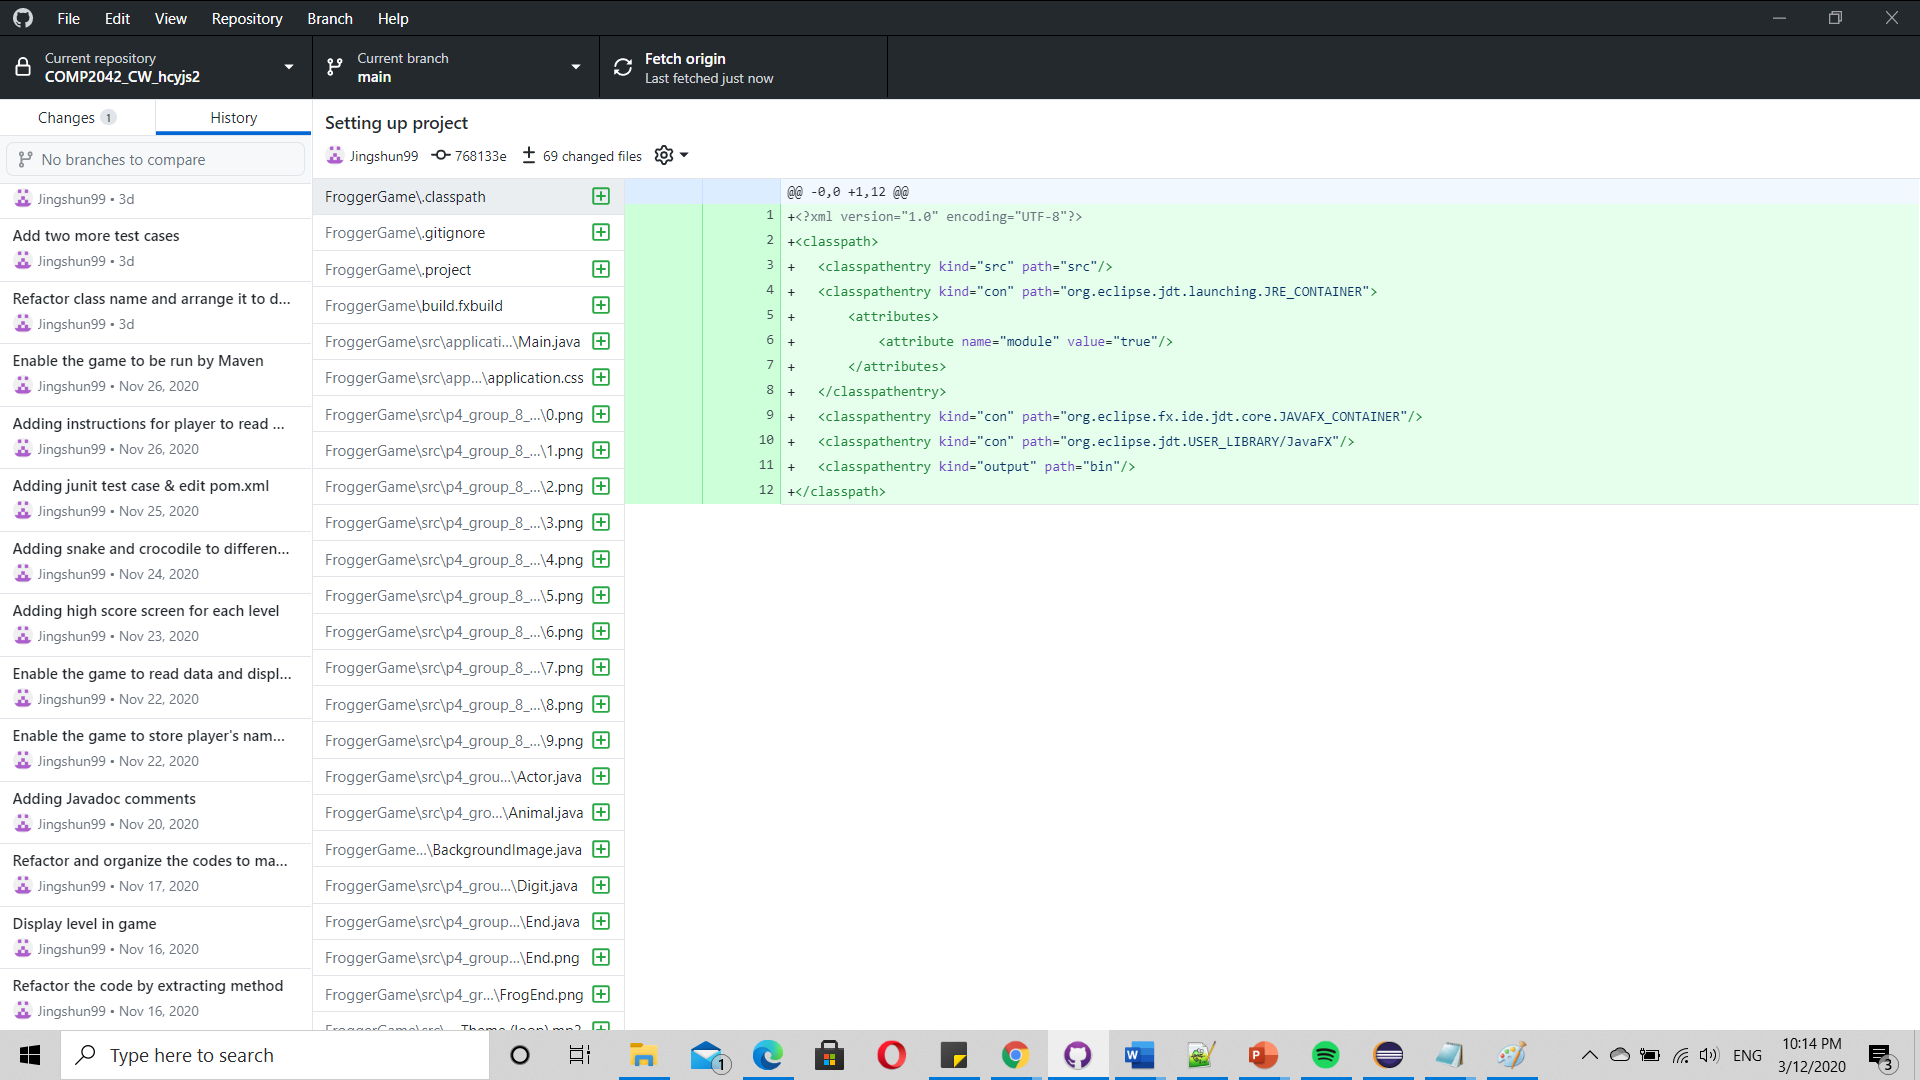 File Edit View Repository Branch Help
Current repository
COMP2042_CW_hcyjs2
Current branch
main
Fetch origin
Last fetched just now
Changes 1
History
No branches to compare
Jingshun99 • 3d
Add two more test cases
Jingshun99 • 3d
Refactor class name and arrange it to d...
Jingshun99 • 3d
Enable the game to be run by Maven
Jingshun99 • Nov 26, 2020
Adding instructions for player to read ...
Jingshun99 • Nov 26, 2020
Adding junit test case & edit pom.xml
Jingshun99 • Nov 25, 2020
Adding snake and crocodile to differen...
Jingshun99 • Nov 24, 2020
Adding high score screen for each level
Jingshun99 • Nov 23, 2020
Enable the game to read data and displ...
Jingshun99 • Nov 22, 2020
Enable the game to store player's nam...
Jingshun99 • Nov 22, 2020
Adding Javadoc comments
Jingshun99 • Nov 20, 2020
Refactor and organize the codes to ma...
Jingshun99 • Nov 17, 2020
Display level in game
Jingshun99 • Nov 16, 2020
Refactor the code by extracting method
Jingshun99 • Nov 16, 2020
Setting up project
Jingshun99 768133e 69 changed files
FroggerGame\.classpath
FroggerGame\.gitignore
FroggerGame\.project
FroggerGame\build.fxbuild
FroggerGame\src\applicati...\Main.java
FroggerGame\src\app...\application.css
FroggerGame\src\p4_group_8_...\0.png
FroggerGame\src\p4_group_8_...\1.png
FroggerGame\src\p4_group_8_...\2.png
FroggerGame\src\p4_group_8_...\3.png
FroggerGame\src\p4_group_8_...\4.png
FroggerGame\src\p4_group_8_...\5.png
FroggerGame\src\p4_group_8_...\6.png
FroggerGame\src\p4_group_8_...\7.png
FroggerGame\src\p4_group_8_...\8.png
FroggerGame\src\p4_group_8_...\9.png
FroggerGame\src\p4_grou...\Actor.java
FroggerGame\src\p4_gro...\Animal.java
FroggerGame...\BackgroundImage.java
FroggerGame\src\p4_grou...\Digit.java
FroggerGame\src\p4_group...\End.java
FroggerGame\src\p4_group...\End.png
FroggerGame\src\p4_gr...\FrogEnd.png
FroggerGame\src\... Theme (loop).mp3
@@ -0,0 +1,12 @@
1 +<?xml version="1.0" encoding="UTF-8"?>
2 +<classpath>
3 + <classpathentry kind="src" path="src"/>
4 + <classpathentry kind="con" path="org.eclipse.jdt.launching.JRE_CONTAINER">
5 + <attributes>
6 + <attribute name="module" value="true"/>
7 + </attributes>
8 + </classpathentry>
9 + <classpathentry kind="con" path="org.eclipse.fx.ide.jdt.core.JAVAFX_CONTAINER"/>
10 + <classpathentry kind="con" path="org.eclipse.jdt.USER_LIBRARY/JavaFX"/>
11 + <classpathentry kind="output" path="bin"/>
12 +</classpath>
Type here to search
1
ENG
10:14 PM
3/12/2020
3